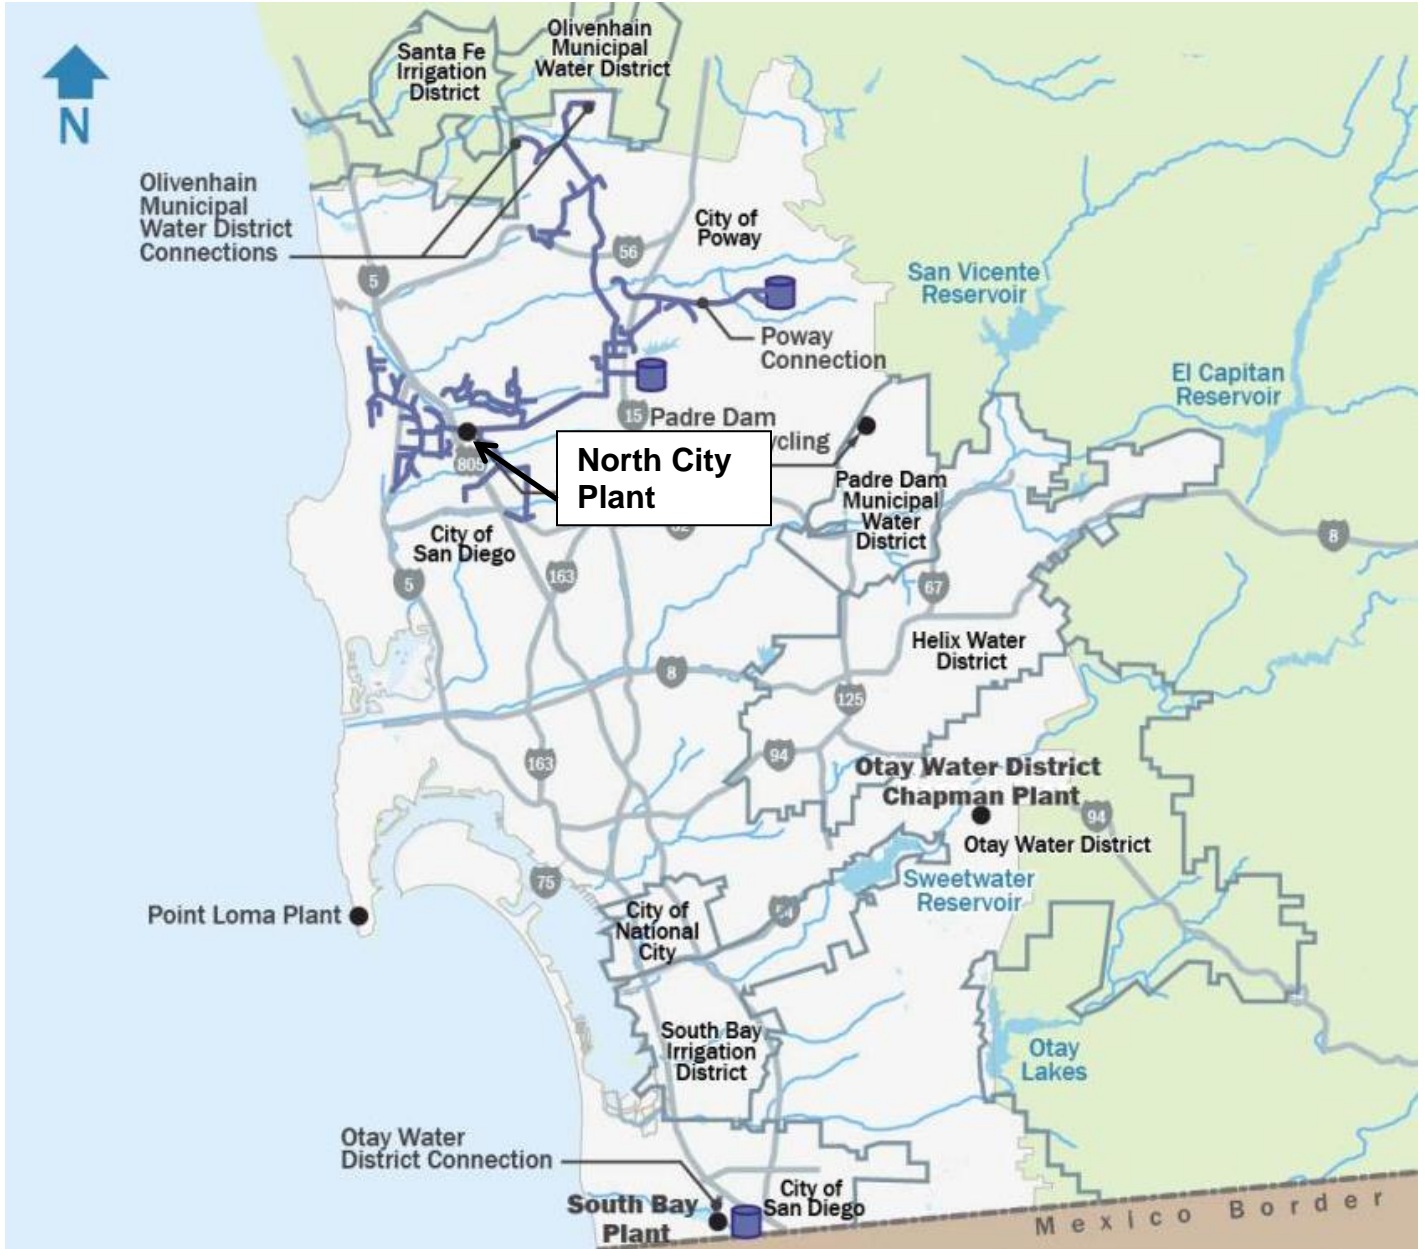 Olivenhain
Municipal
Water District
Santa Fe
Irrigation
District
N
Olivenhain
Municipal
Water District
Connections
City of
Poway
56
5
San Vicente
Reservoir
Poway
Connection
El Capitan
Reservoir
15
Padre Dam
ycling
North City
Plant
805
Padre Dam
Municipal
Water
District
City of
San Diego
8
163
5
67
Helix Water
District
8
125
163
94
Otay Water District
Chapman Plant
94
Otay Water District
75
Sweetwater
Reservoir
Point Loma Plant
City of
National
City
South Bay
Irrigation
District
Otay
Lakes
Otay Water
District Connection
South Bay
Plant
City of
San Diego
Mexico Border